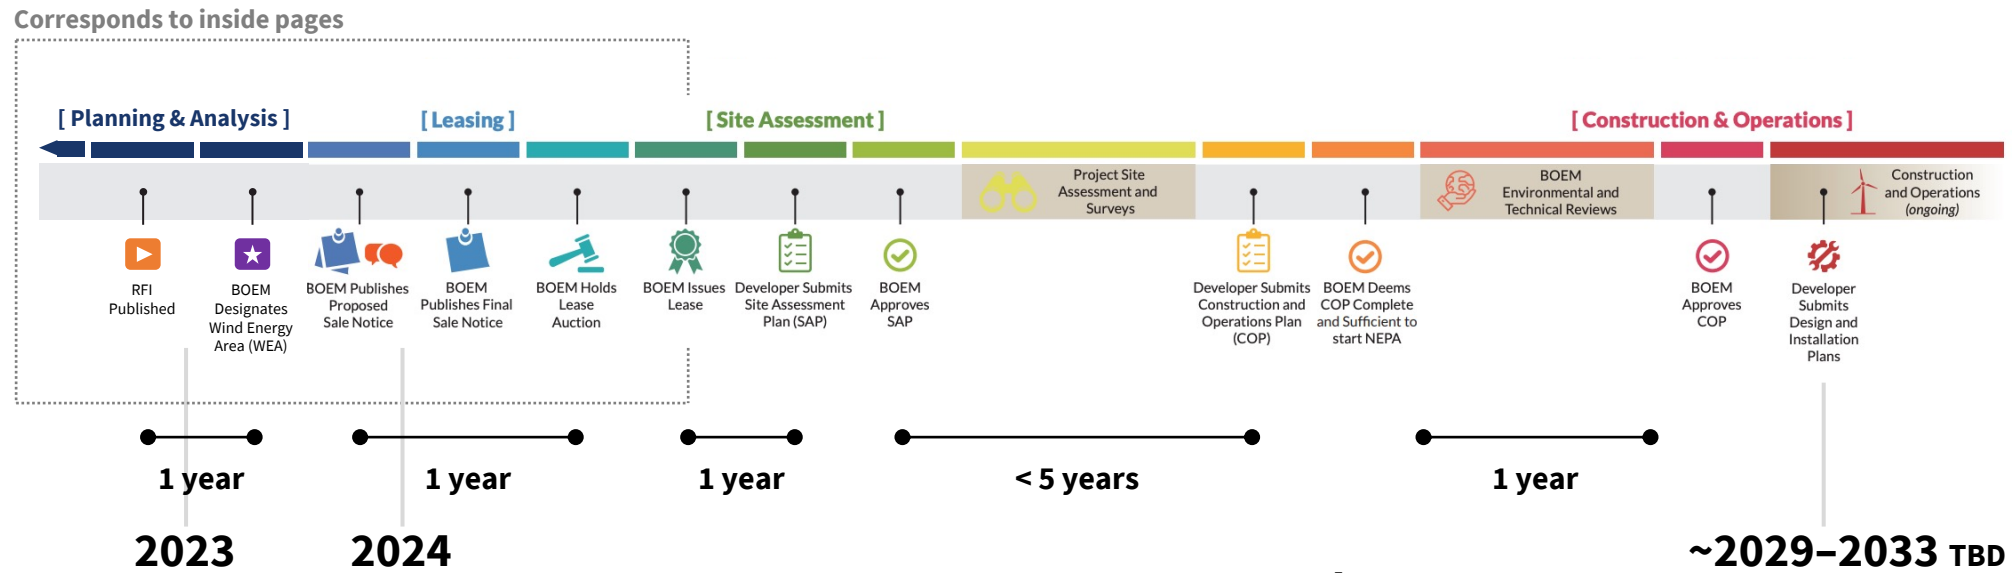 Corresponds to inside pages
[ Planning & Analysis ]
[ Leasing ]
[ Site Assessment ]
[ Construction & Operations ]
Project Site
Assessment and
Surveys
BOEM
Environmental and
Technical Reviews
Construction
and Operations
(ongoing)
RFI
Published
BOEM
Designates
Wind Energy
Area (WEA)
BOEM Publishes
Proposed
Sale Notice
BOEM
Publishes Final
Sale Notice
BOEM Holds
Lease
Auction
BOEM Issues
Lease
Developer Submits
Site Assessment
Plan (SAP)
BOEM
Approves
SAP
Developer Submits
Construction and
Operations Plan
(COP)
BOEM Deems
COP Complete
and Sufficient to
start NEPA
BOEM
Approves
COP
Developer
Submits
Design and
Installation
Plans
1 year
1 year
1 year
< 5 years
1 year
2023
2024
~2029–2033 TBD